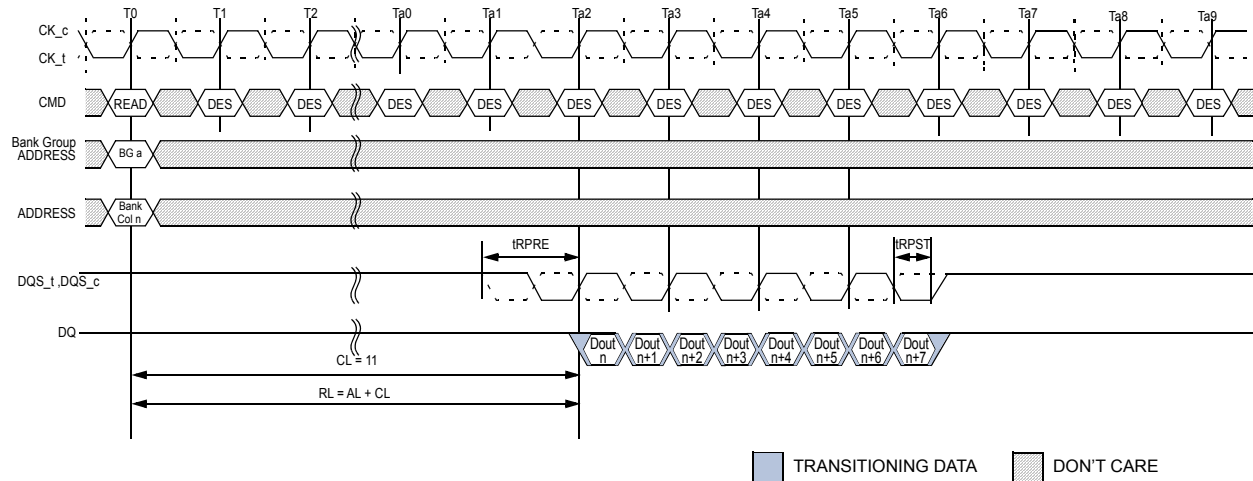 T0 T1 T2 Ta0 Ta1 Ta2 Ta3 Ta4 Ta5 Ta6 Ta7 Ta8 Ta9
CK_c
CK_t
CMD READ DES DES DES DES DES DES DES DES DES DES DES DES
Bank Group
ADDRESS
BG a
ADDRESS
Bank
Col n
tRPRE tRPST
DQS_t ,DQS_c
DQ
Dout n
Dout n+1
Dout n+2
Dout n+3
Dout n+4
Dout n+5
Dout n+6
Dout n+7
CL = 11
RL = AL + CL
TRANSITIONING DATA DON'T CARE